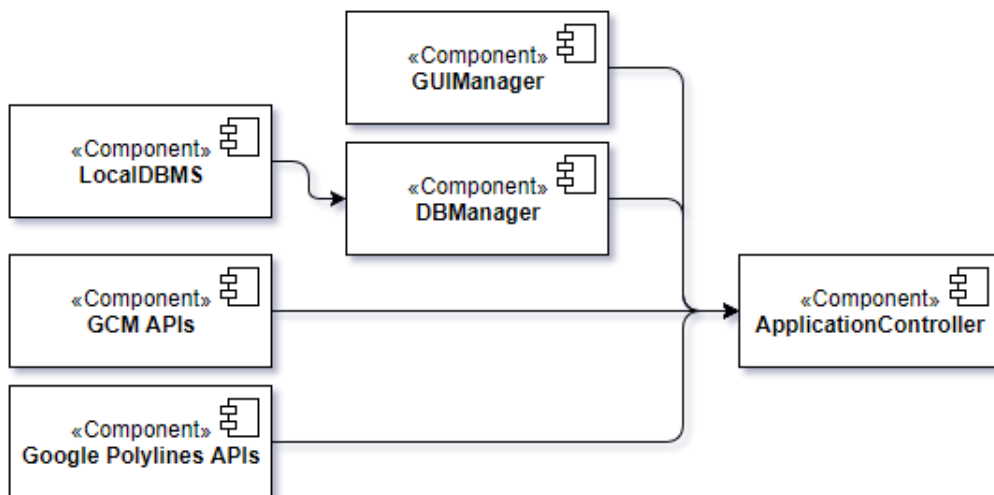 «Component»
GUIManager
«Component»
LocalDBMS
«Component»
DBManager
«Component»
GCM APIs
«Component»
ApplicationController
«Component»
Google Polylines APIs